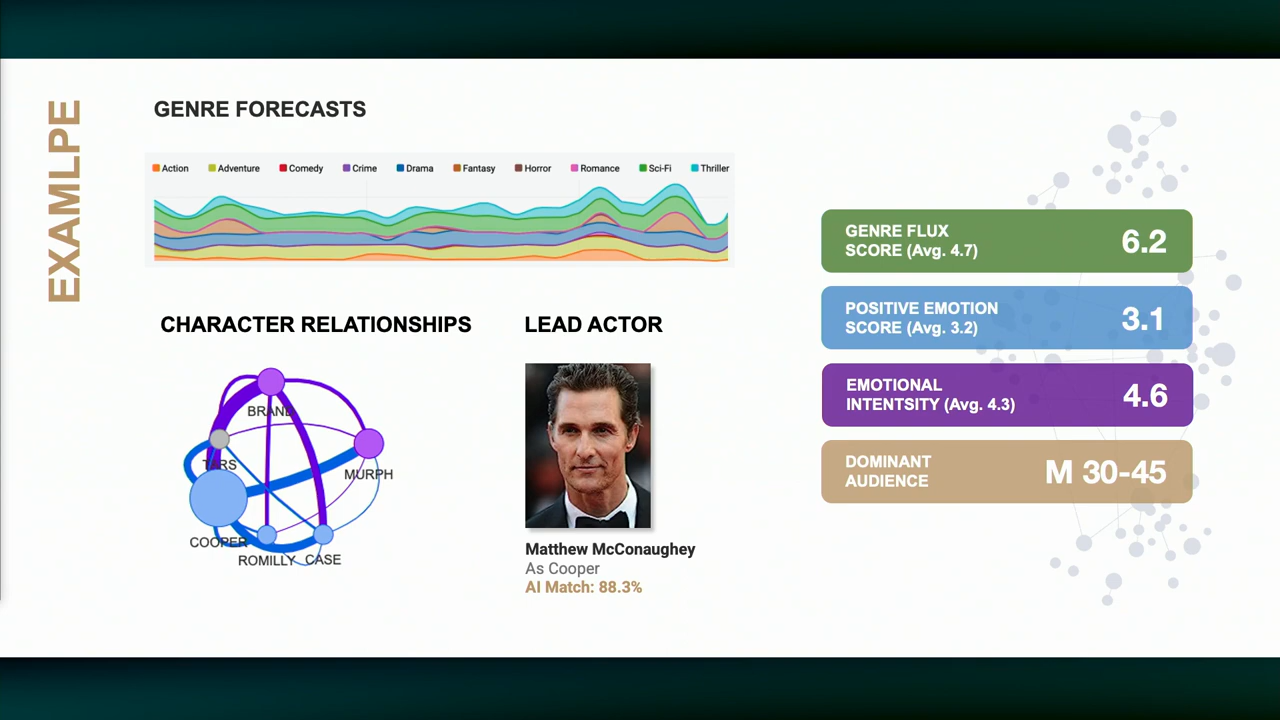 EXAMLPE
GENRE FORECASTS
Action Adventure Comedy Crime Drama Fantasy Horror Romance Sci-Fi Thriller
CHARACTER RELATIONSHIPS
BRAND
TARS
MURPH
COOPER
ROMILLY CASE
LEAD ACTOR
Matthew McConaughey
As Cooper
AI Match: 88.3%
GENRE FLUX
SCORE (Avg. 4.7)
6.2
POSITIVE EMOTION
SCORE (Avg. 3.2)
3.1
EMOTIONAL
INTENTSITY (Avg. 4.3)
4.6
DOMINANT
AUDIENCE
M 30-45